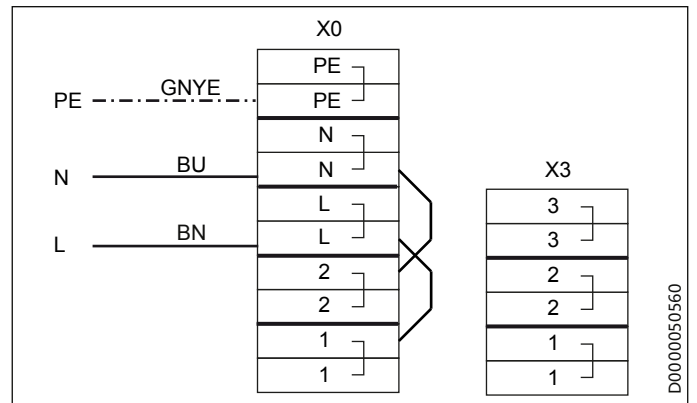 X0
PE
PE GNYE PE
N
N BU N
L
L BN L
2
2
1
1
X3
3
3
2
2
1
1
D0000050560